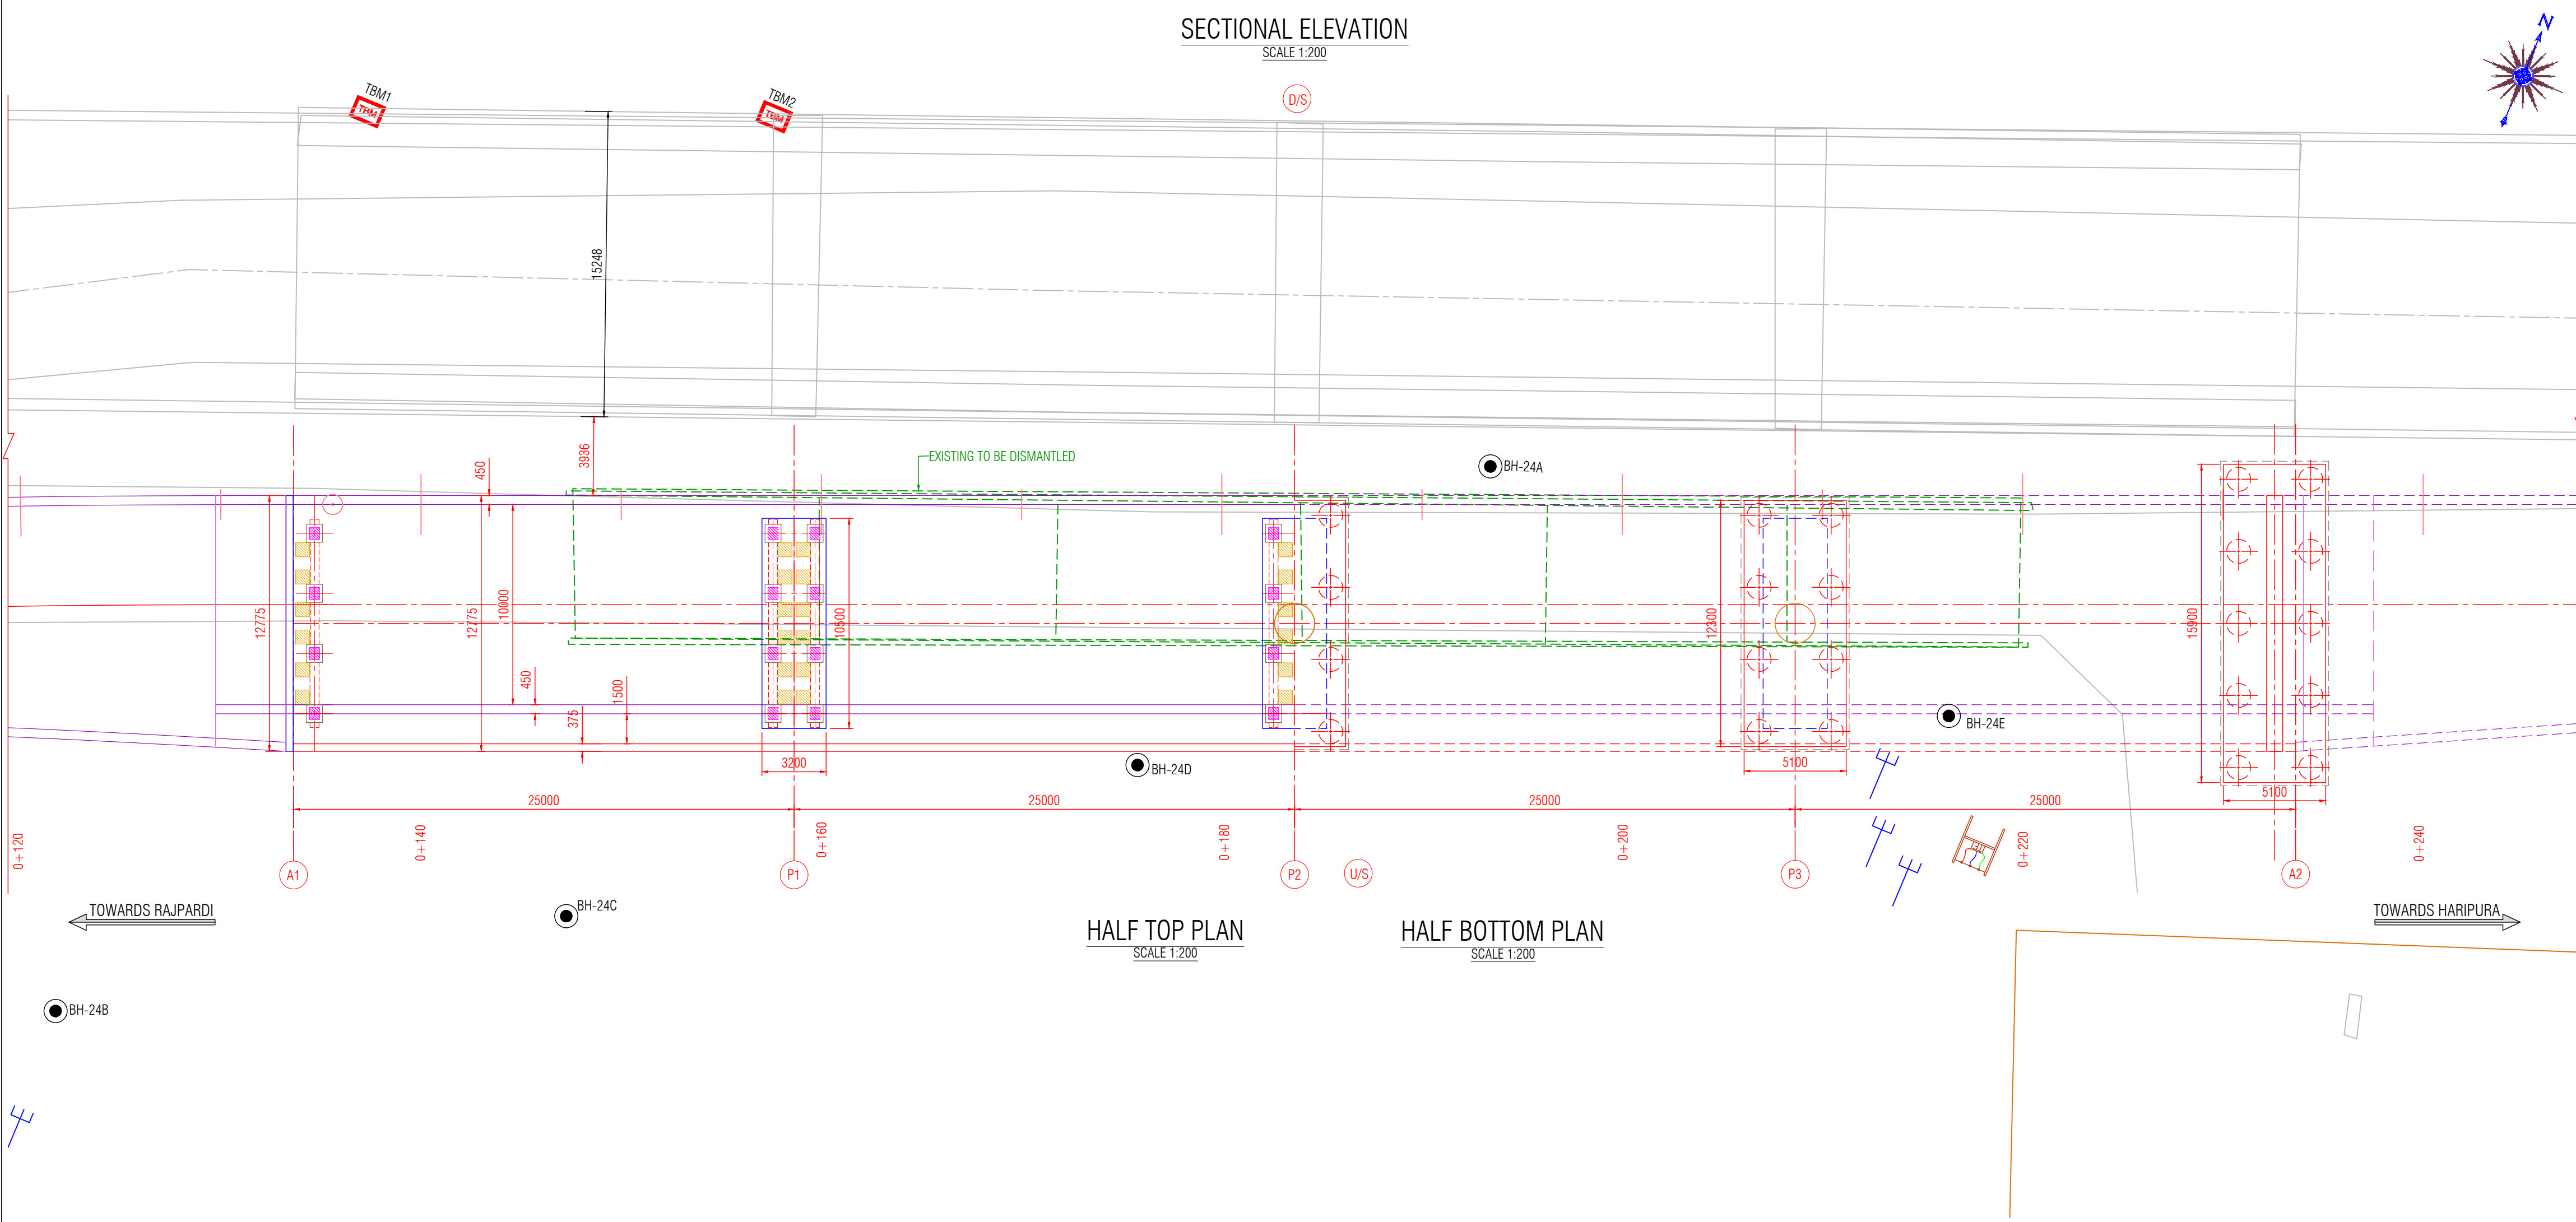 SECTIONAL ELEVATION
SCALE 1:200
N
TBM1
TBM
TBM2
TBM
D/S
15248
3936
450
EXISTING TO BE DISMANTLED
BH-24A
12775
12775
10000
10500
12300
15900
450
1500
375
BH-24E
3200
BH-24D
5100
5100
25000
25000
25000
25000
0+120
0+140
0+160
0+180
0+200
0+220
0+240
A1
P1
P2
U/S
P3
A2
TOWARDS RAJPARDI
BH-24C
HALF TOP PLAN
SCALE 1:200
HALF BOTTOM PLAN
SCALE 1:200
TOWARDS HARIPURA
BH-24B